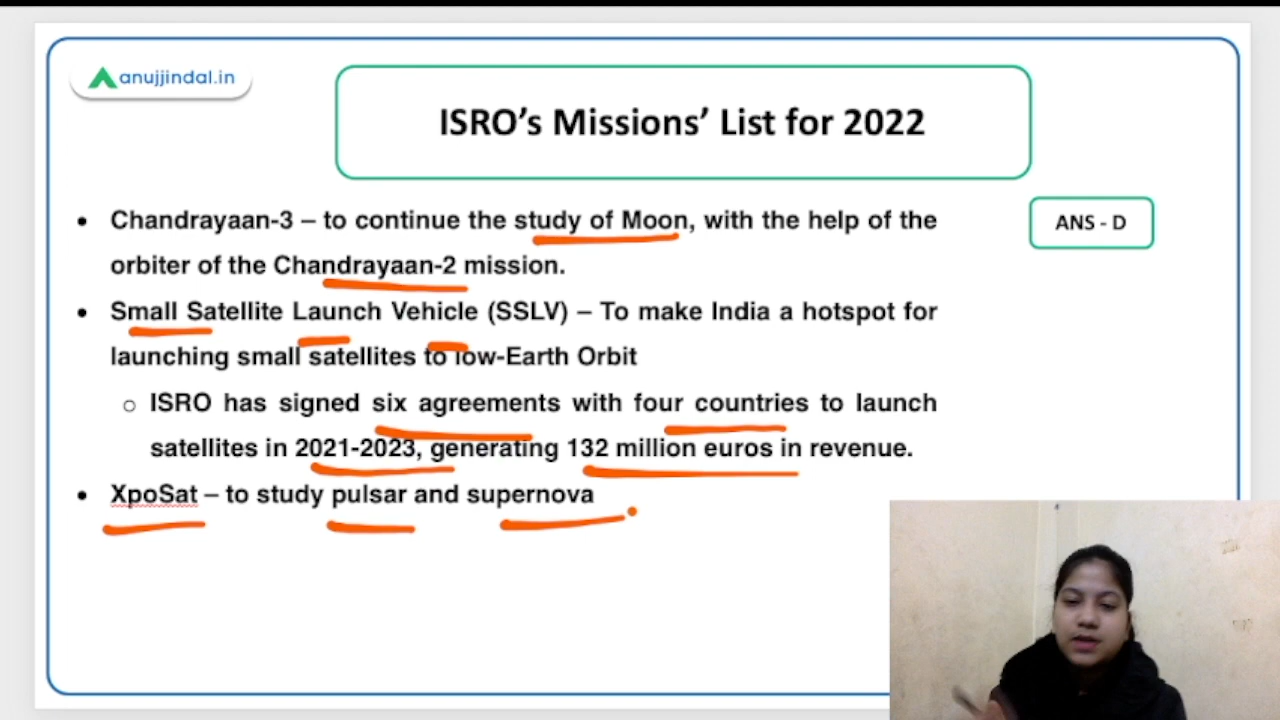 anujjindal.in
ISRO's Missions' List for 2022
• Chandrayaan-3 – to continue the study of Moon, with the help of the
orbiter of the Chandrayaan-2 mission.
ANS - D
• Small Satellite Launch Vehicle (SSLV) – To make India a hotspot for
launching small satellites to low-Earth Orbit
○ ISRO has signed six agreements with four countries to launch
satellites in 2021-2023, generating 132 million euros in revenue.
• XpoSat – to study pulsar and supernova